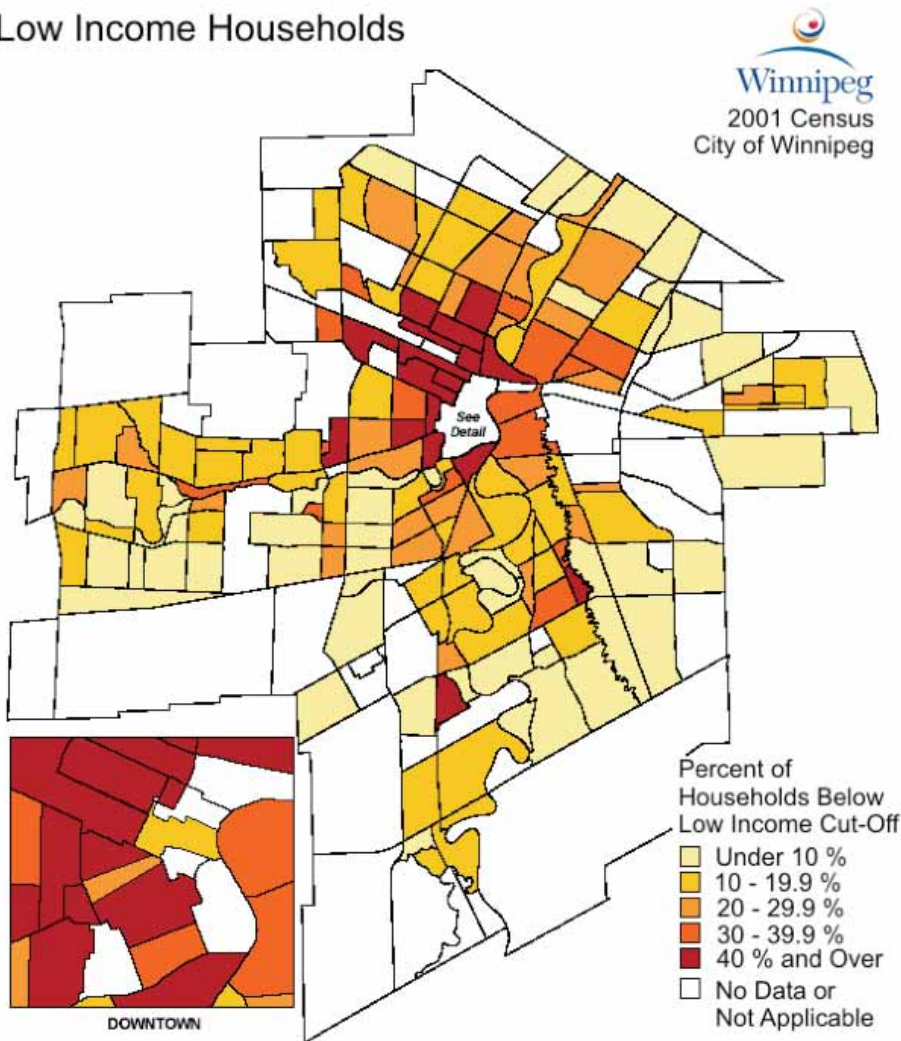 Low Income Households
Winnipeg
2001 Census
City of Winnipeg
See
Detail
Percent of
Households Below
Low Income Cut-Off
Under 10 %
10 - 19.9 %
20 - 29.9 %
30 - 39.9 %
40 % and Over
No Data or
Not Applicable
DOWNTOWN